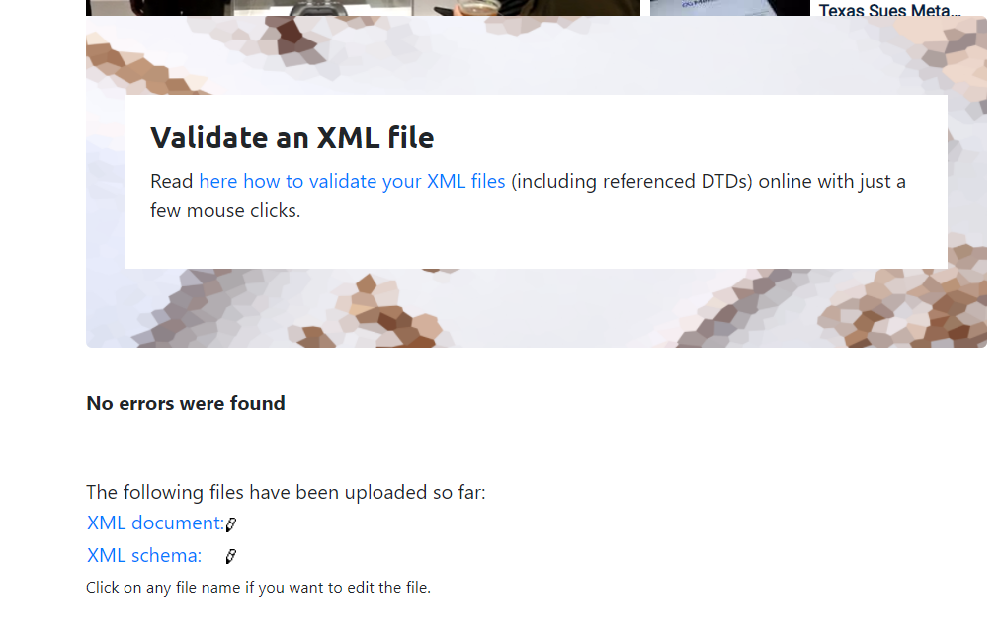 Texas Sues Meta...
Validate an XML file
Read here how to validate your XML files (including referenced DTDs) online with just a
few mouse clicks.
No errors were found
The following files have been uploaded so far:
XML document:
XML schema:
Click on any file name if you want to edit the file.